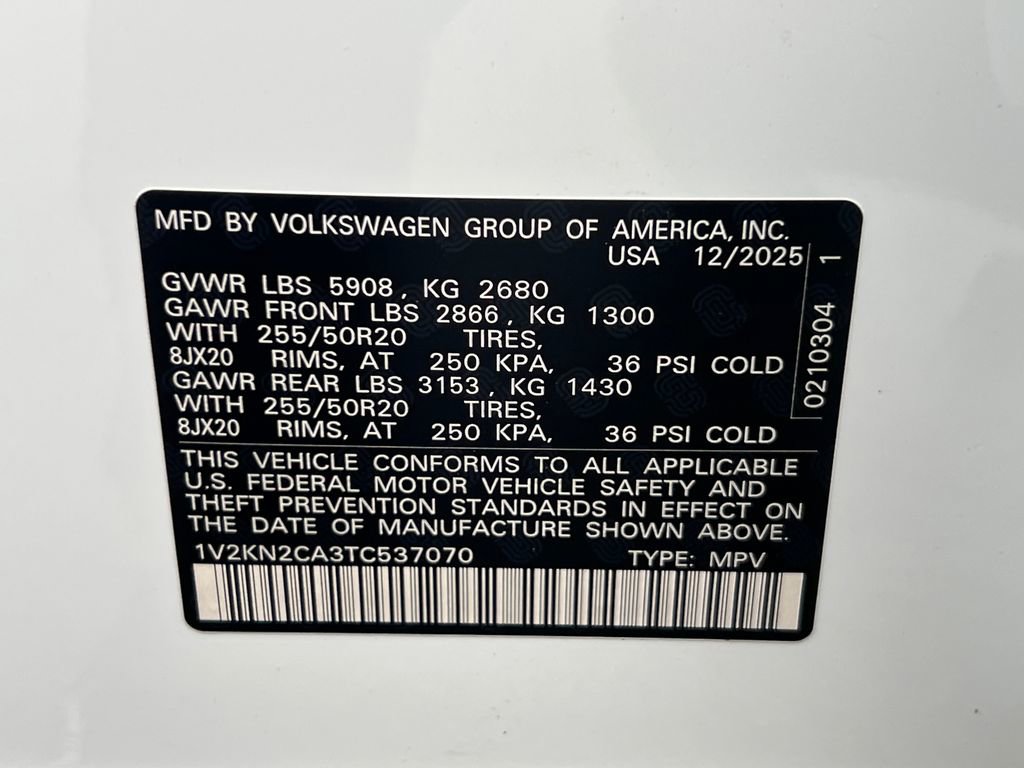 MFD BY VOLKSWAGEN GROUP OF AMERICA, INC.
USA 12/2025
GVWR LBS 5908, KG 2680
GAWR FRONT LBS 2866, KG 1300
WITH 255/50R20 TIRES,
8JX20 RIMS, AT 250 KPA, 36 PSI COLD
GAWR REAR LBS 3153, KG 1430
WITH 255/50R20 TIRES,
8JX20 RIMS, AT 250 KPA, 36 PSI COLD
0210304 1
THIS VEHICLE CONFORMS TO ALL APPLICABLE
U.S. FEDERAL MOTOR VEHICLE SAFETY AND
THEFT PREVENTION STANDARDS IN EFFECT ON
THE DATE OF MANUFACTURE SHOWN ABOVE.
1V2KN2CA3TC537070 TYPE: MPV